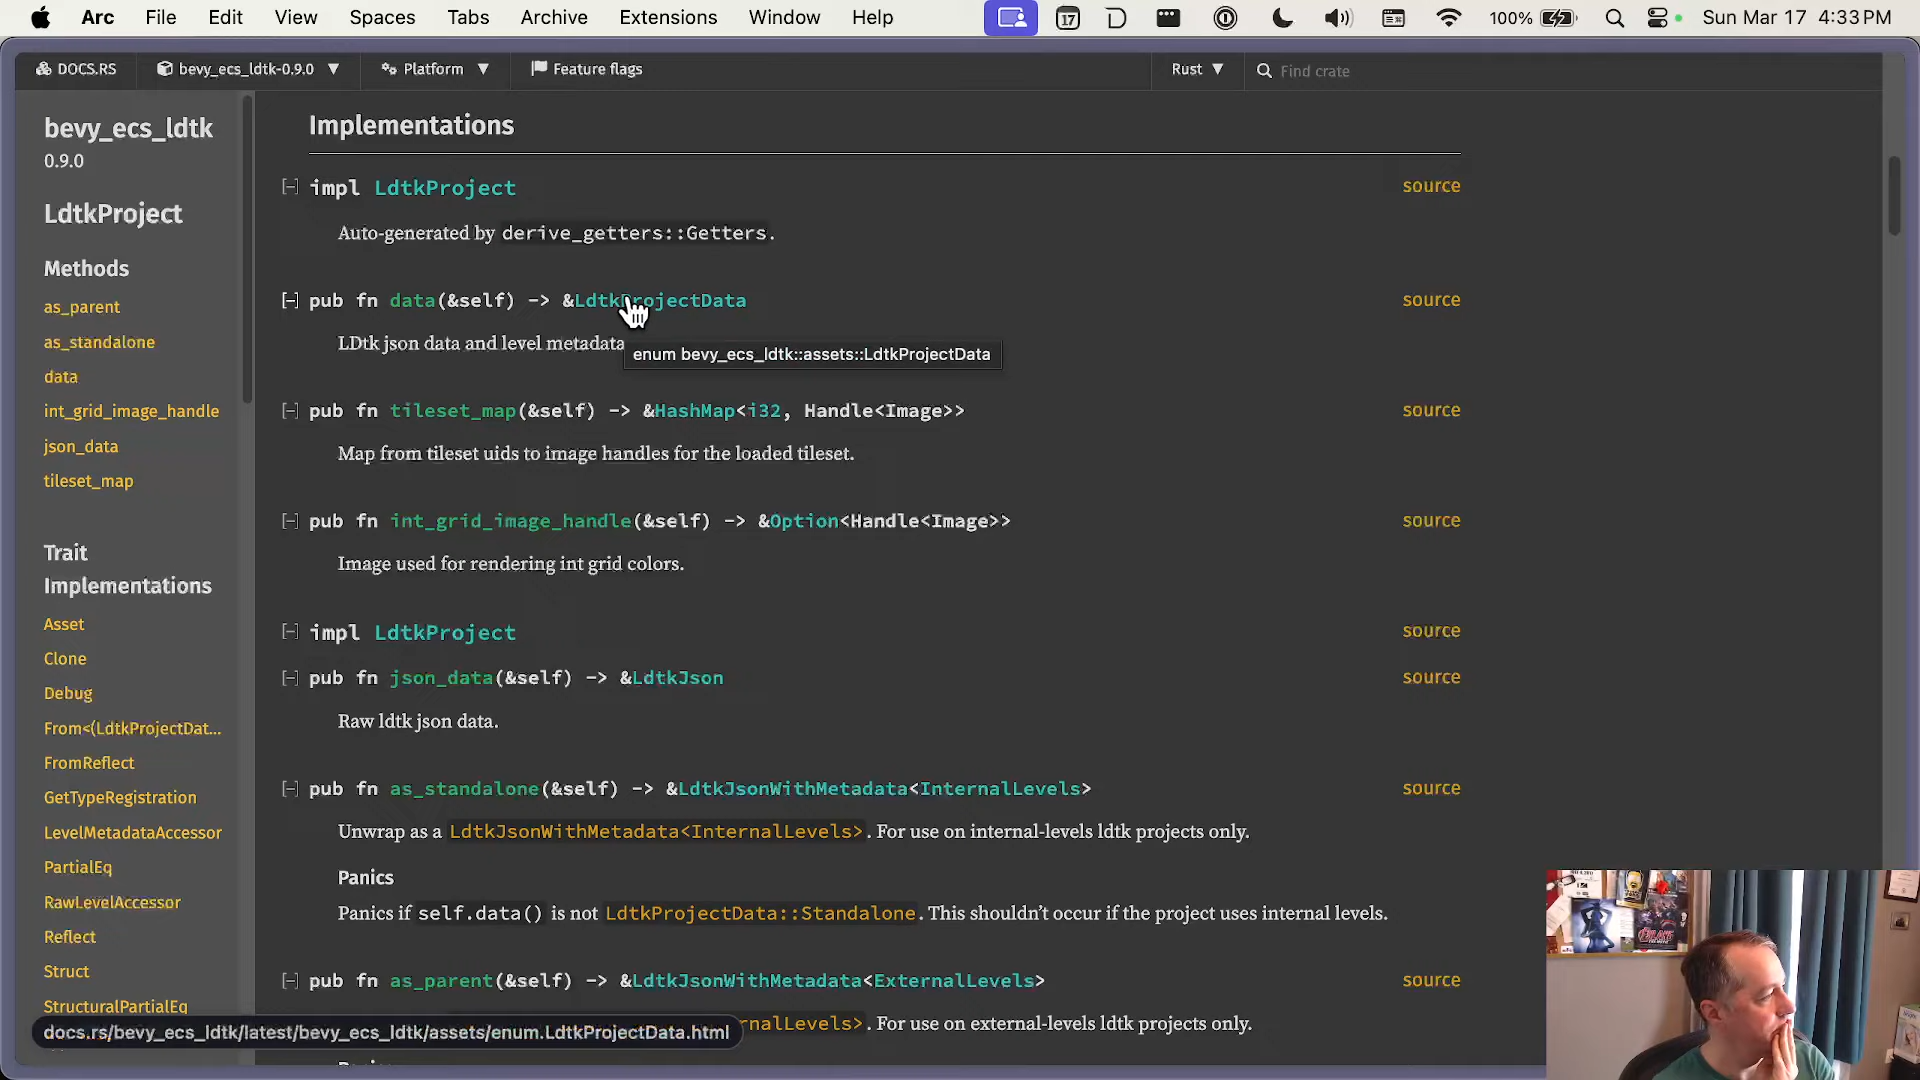 Arc File Edit View Spaces Tabs Archive Extensions Window Help 17 100% Sun Mar 17 4:33 PM
DOCS.RS bevy_ecs_ldtk-0.9.0 ▼ Platform ▼ Feature flags Rust ▼ Find crate
bevy_ecs_ldtk
0.9.0
LdtkProject
Methods
as_parent
as_standalone
data
int_grid_image_handle
json_data
tileset_map
Trait
Implementations
Asset
Clone
Debug
From<(LdtkProjectDat...
FromReflect
GetTypeRegistration
LevelMetadataAccessor
PartialEq
RawLevelAccessor
Reflect
Struct
StructuralPartialEq
Implementations
[-] impl LdtkProject source
Auto-generated by derive_getters::Getters.
[-] pub fn data(&self) -> &LdtkProjectData source
LDtk json data and level metadata
enum bevy_ecs_ldtk::assets::LdtkProjectData
[-] pub fn tileset_map(&self) -> &HashMap<i32, Handle<Image>> source
Map from tileset uids to image handles for the loaded tileset.
[-] pub fn int_grid_image_handle(&self) -> &Option<Handle<Image>> source
Image used for rendering int grid colors.
[-] impl LdtkProject source
[-] pub fn json_data(&self) -> &LdtkJson source
Raw ldtk json data.
[-] pub fn as_standalone(&self) -> &LdtkJsonWithMetadata<InternalLevels> source
Unwrap as a LdtkJsonWithMetadata<InternalLevels>. For use on internal-levels ldtk projects only.
Panics
Panics if self.data() is not LdtkProjectData::Standalone. This shouldn't occur if the project uses internal levels.
[-] pub fn as_parent(&self) -> &LdtkJsonWithMetadata<ExternalLevels> source
rnalLevels>. For use on external-levels ldtk projects only.
docs.rs/bevy_ecs_ldtk/latest/bevy_ecs_ldtk/assets/enum.LdtkProjectData.html